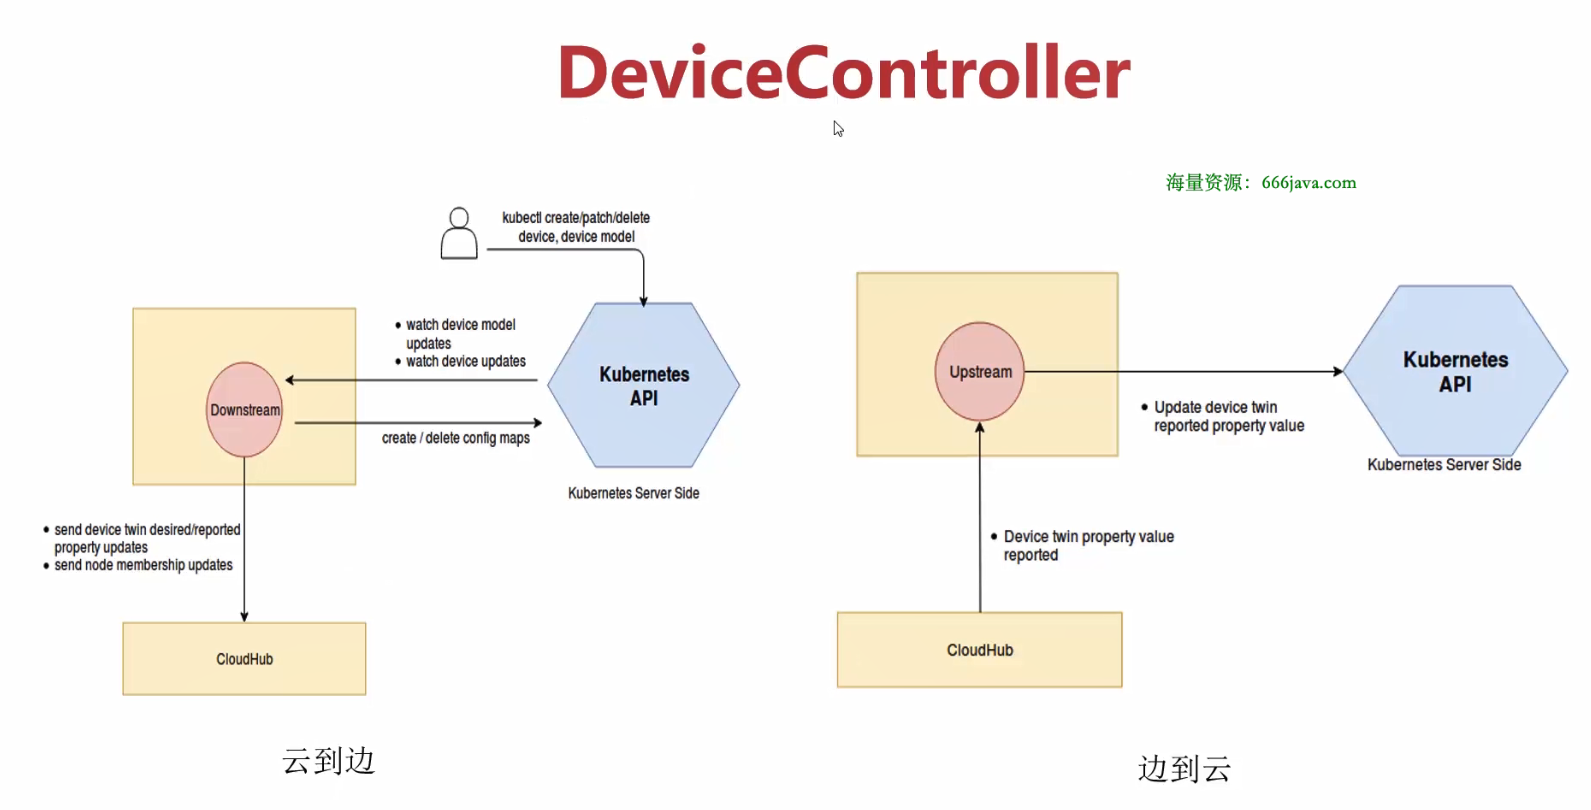 DeviceController
海量资源：666java.com
kubectl create/patch/delete
device, device model
• watch device model
updates
• watch device updates
Kubernetes
API
Downstream
create / delete config maps
Kubernetes Server Side
• send device twin desired/reported
property updates
• send node membership updates
CloudHub
云到边
Upstream
Kubernetes
API
• Update device twin
reported property value
Kubernetes Server Side
• Device twin property value
reported
CloudHub
边到云